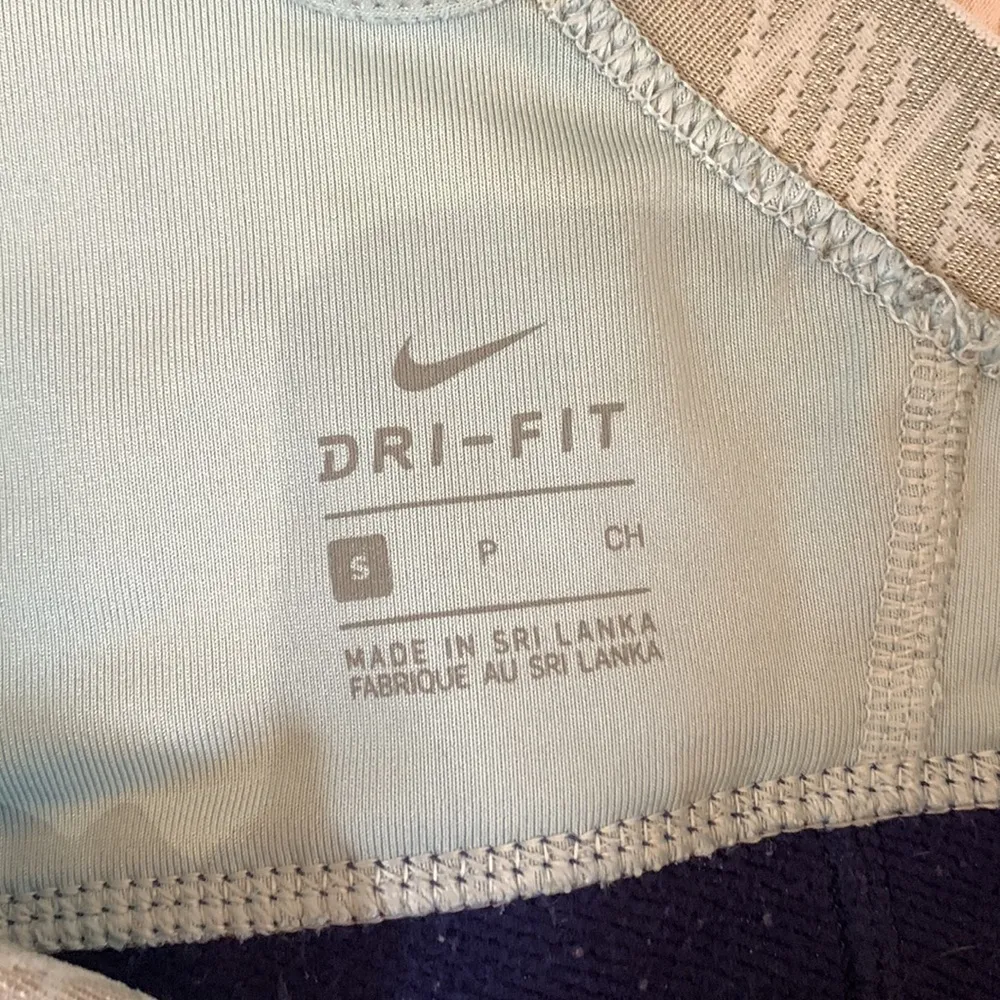 DRI-FIT
S P CH
MADE IN SRI LANKA
FABRIQUE AU SRI LANKA